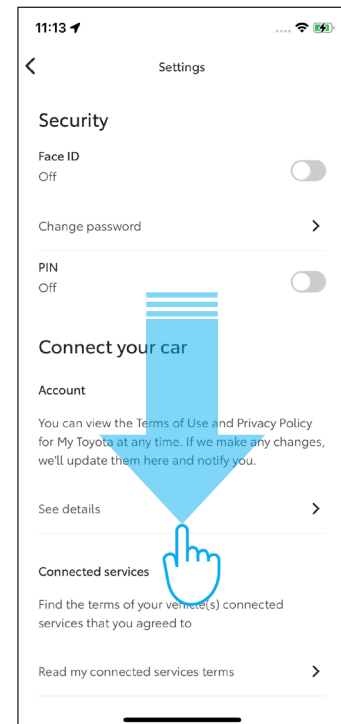 11:13
Settings
Security
Face ID
Off
Change password
PIN
Off
Connect your car
Account
You can view the Terms of Use and Privacy Policy
for My Toyota at any time. If we make any changes,
we'll update them here and notify you.
See details
Connected services
Find the terms of your vehicle(s) connected
services that you agreed to
Read my connected services terms